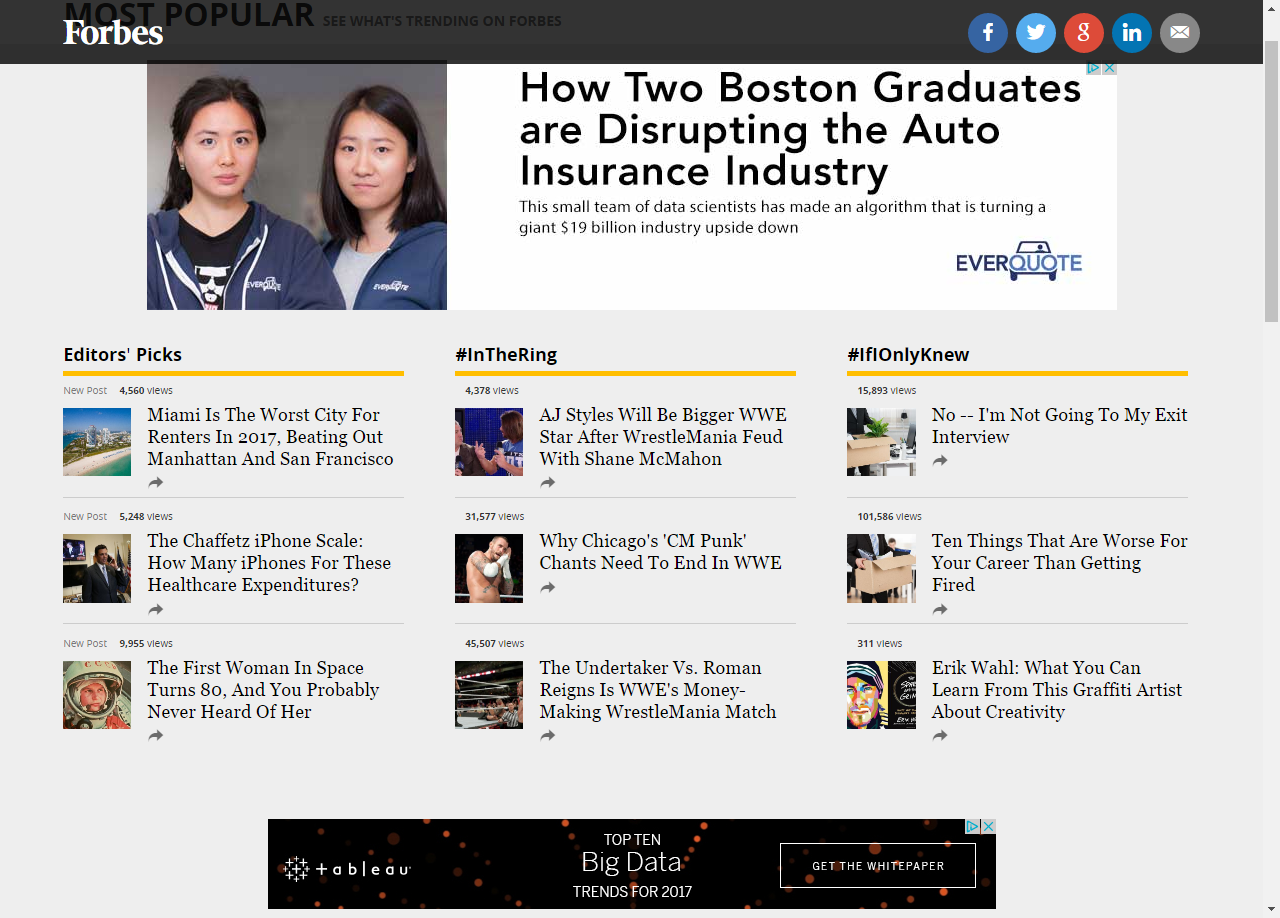 MOST POPULAR SEE WHAT'S TRENDING ON FORBES
Forbes
How Two Boston Graduates
are Disrupting the Auto
Insurance Industry
This small team of data scientists has made an algorithm that is turning a
giant $19 billion industry upside down
EVERQUOTE
EVERQUOTE
EVERQUOTE
Editors' Picks
New Post 4,560 views
Miami Is The Worst City For
Renters In 2017, Beating Out
Manhattan And San Francisco
New Post 5,248 views
The Chaffetz iPhone Scale:
How Many iPhones For These
Healthcare Expenditures?
New Post 9,955 views
CCCP
The First Woman In Space
Turns 80, And You Probably
Never Heard Of Her
#InTheRing
4,378 views
AJ Styles Will Be Bigger WWE
Star After WrestleMania Feud
With Shane McMahon
31,577 views
Why Chicago's 'CM Punk'
Chants Need To End In WWE
45,507 views
The Undertaker Vs. Roman
Reigns Is WWE's Money-
Making WrestleMania Match
#IfIOnlyKnew
15,893 views
No -- I'm Not Going To My Exit
Interview
101,586 views
Ten Things That Are Worse For
Your Career Than Getting
Fired
311 views
Erik Wahl: What You Can
Learn From This Graffiti Artist
About Creativity
tableau
TOP TEN
Big Data
TRENDS FOR 2017
GET THE WHITEPAPER